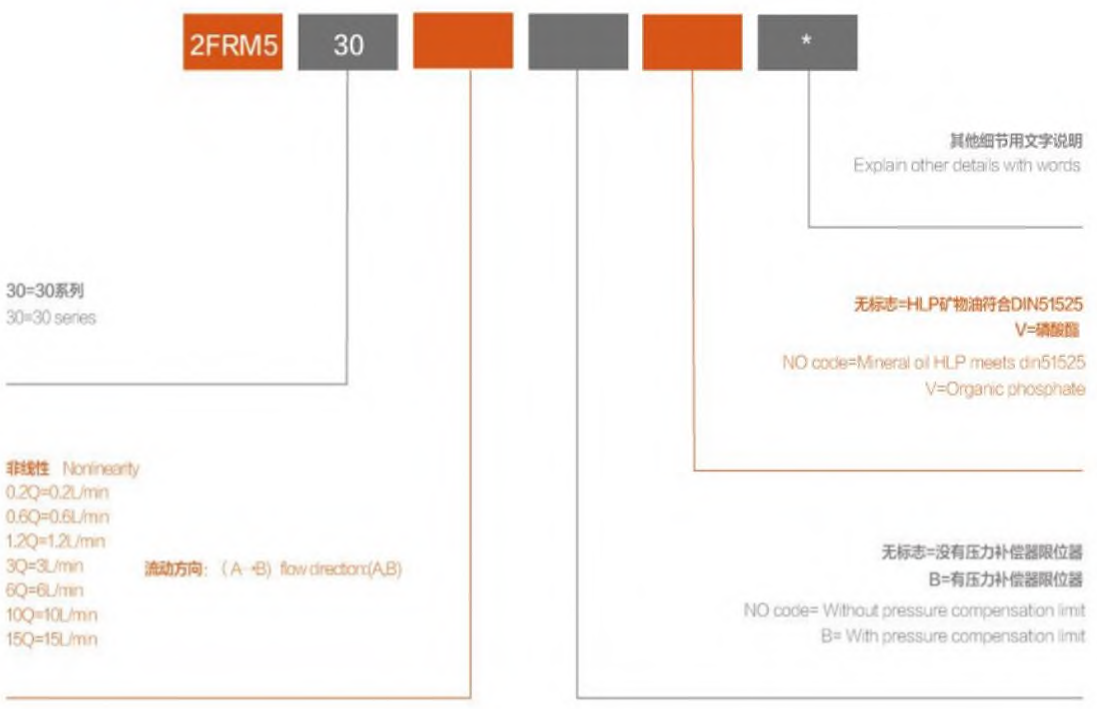 2FRM5 30 *
其他细节用文字说明
Explain other details with words
30=30系列
30=30 series
无标志=HLP矿物油符合DIN51525
V=磷酸酯
NO code=Mineral oil HLP meets din51525
V=Organic phosphate
非线性 Nonlinearity
0.2Q=0.2L/min
0.6Q=0.6L/min
1.2Q=1.2L/min
3Q=3L/min
流动方向：（A→B) flow direction:(A,B)
6Q=6L/min
10Q=10L/min
15Q=15L/min
无标志=没有压力补偿器限位器
B=有压力补偿器限位器
NO code= Without pressure compensation limit
B= With pressure compensation limit